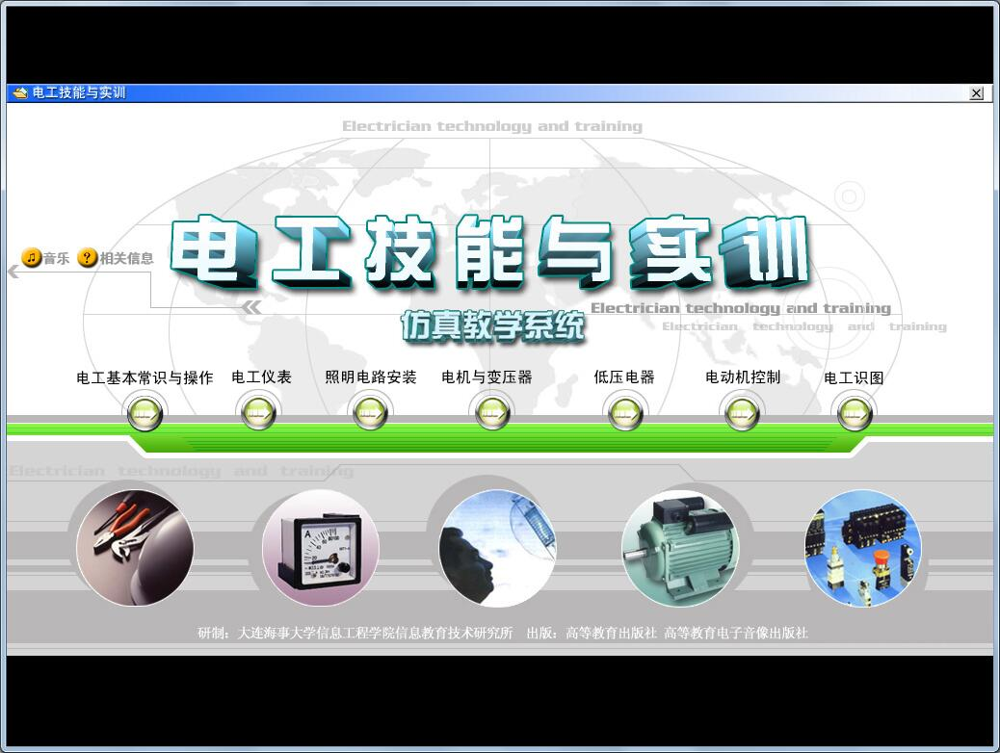 电工技能与实训
Electrician technology and training
音乐
相关信息
电工技能与实训
Electrician technology and training
仿真教学系统
Electrician technology and training
电工基本常识与操作
电工仪表
照明电路安装
电机与变压器
低压电器
电动机控制
电工识图
Electrician technology and training
A
研制：大连海事大学信息工程学院信息教育技术研究所 出版：高等教育出版社 高等教育电子音像出版社